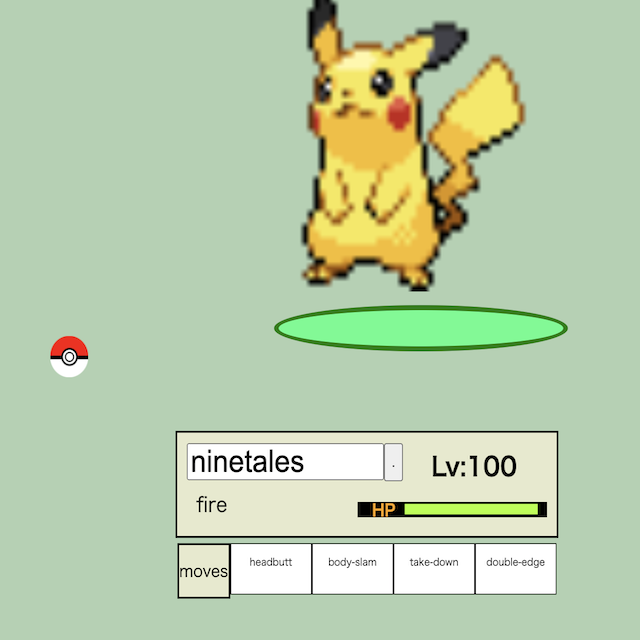 ninetales
.
Lv:100
fire
HP
moves
headbutt
body-slam
take-down
double-edge